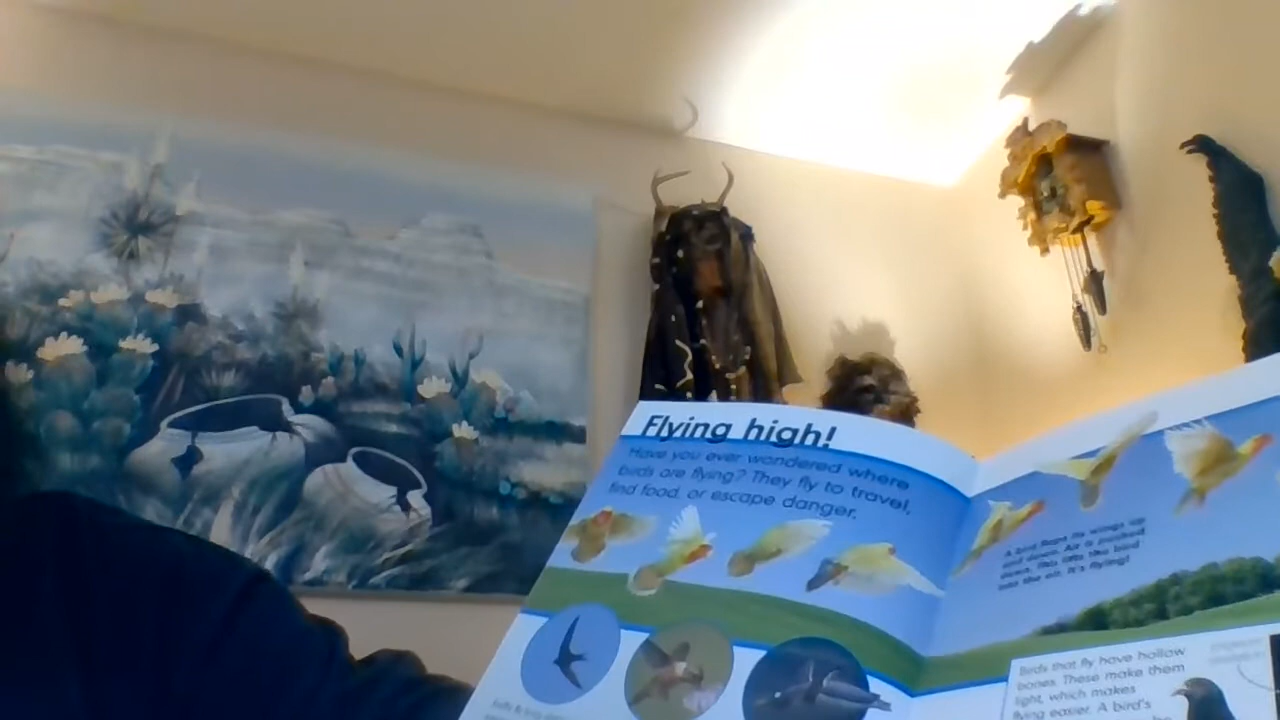 Flying high!
Have you ever wondered where
birds are flying? They fly to travel,
find food, or escape danger.
A bird flaps its wings up
and down. Air is pushed
down. This lifts the bird
into the air. It's flying!
Birds that fly have hollow
bones. These make them
light, which makes
flying easier. A bird's